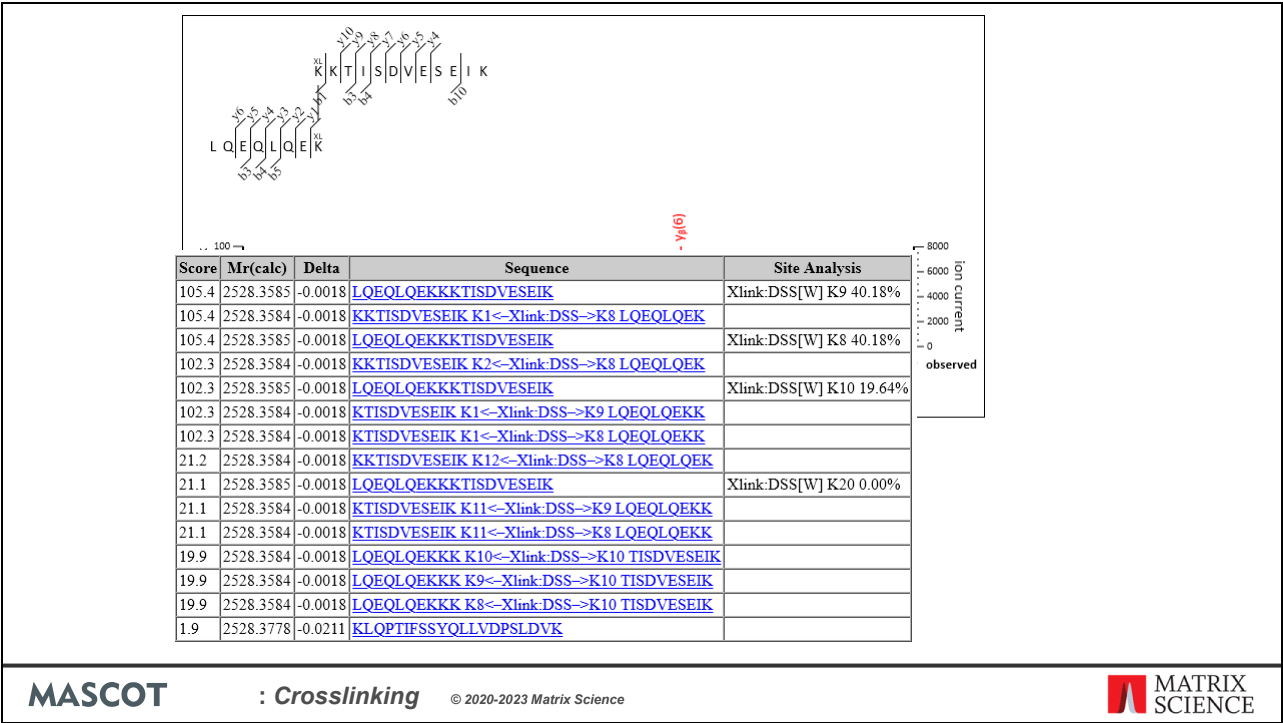 y10 y9 y8 y7 y6 y5 y4
XL
K K T I S D V E S E I K
b1 b3 b4 b10
y6 y5 y4 y3 y2 y1
XL
L Q E Q L Q E K
b3 b4 b5
yβ(6)
100
8000
6000
4000
2000
0
ion current
observed
Score Mr(calc) Delta Sequence Site Analysis
105.4 2528.3585 -0.0018 LQEQLQEKKKTISDVESEIK Xlink:DSS[W] K9 40.18%
105.4 2528.3584 -0.0018 KKTISDVESEIK K1<–Xlink:DSS–>K8 LQEQLQEK
105.4 2528.3585 -0.0018 LQEQLQEKKKTISDVESEIK Xlink:DSS[W] K8 40.18%
102.3 2528.3584 -0.0018 KKTISDVESEIK K2<–Xlink:DSS–>K8 LQEQLQEK
102.3 2528.3585 -0.0018 LQEQLQEKKKTISDVESEIK Xlink:DSS[W] K10 19.64%
102.3 2528.3584 -0.0018 KTISDVESEIK K1<–Xlink:DSS–>K9 LQEQLQEKK
102.3 2528.3584 -0.0018 KTISDVESEIK K1<–Xlink:DSS–>K8 LQEQLQEKK
21.2 2528.3584 -0.0018 KKTISDVESEIK K12<–Xlink:DSS–>K8 LQEQLQEK
21.1 2528.3585 -0.0018 LQEQLQEKKKTISDVESEIK Xlink:DSS[W] K20 0.00%
21.1 2528.3584 -0.0018 KTISDVESEIK K11<–Xlink:DSS–>K9 LQEQLQEKK
21.1 2528.3584 -0.0018 KTISDVESEIK K11<–Xlink:DSS–>K8 LQEQLQEKK
19.9 2528.3584 -0.0018 LQEQLQEKKK K10<–Xlink:DSS–>K10 TISDVESEIK
19.9 2528.3584 -0.0018 LQEQLQEKKK K9<–Xlink:DSS–>K10 TISDVESEIK
19.9 2528.3584 -0.0018 LQEQLQEKKK K8<–Xlink:DSS–>K10 TISDVESEIK
1.9 2528.3778 -0.0211 KLQPTIFSSYQLLVDPSLDVK
MASCOT : Crosslinking © 2020-2023 Matrix Science
MATRIX
SCIENCE